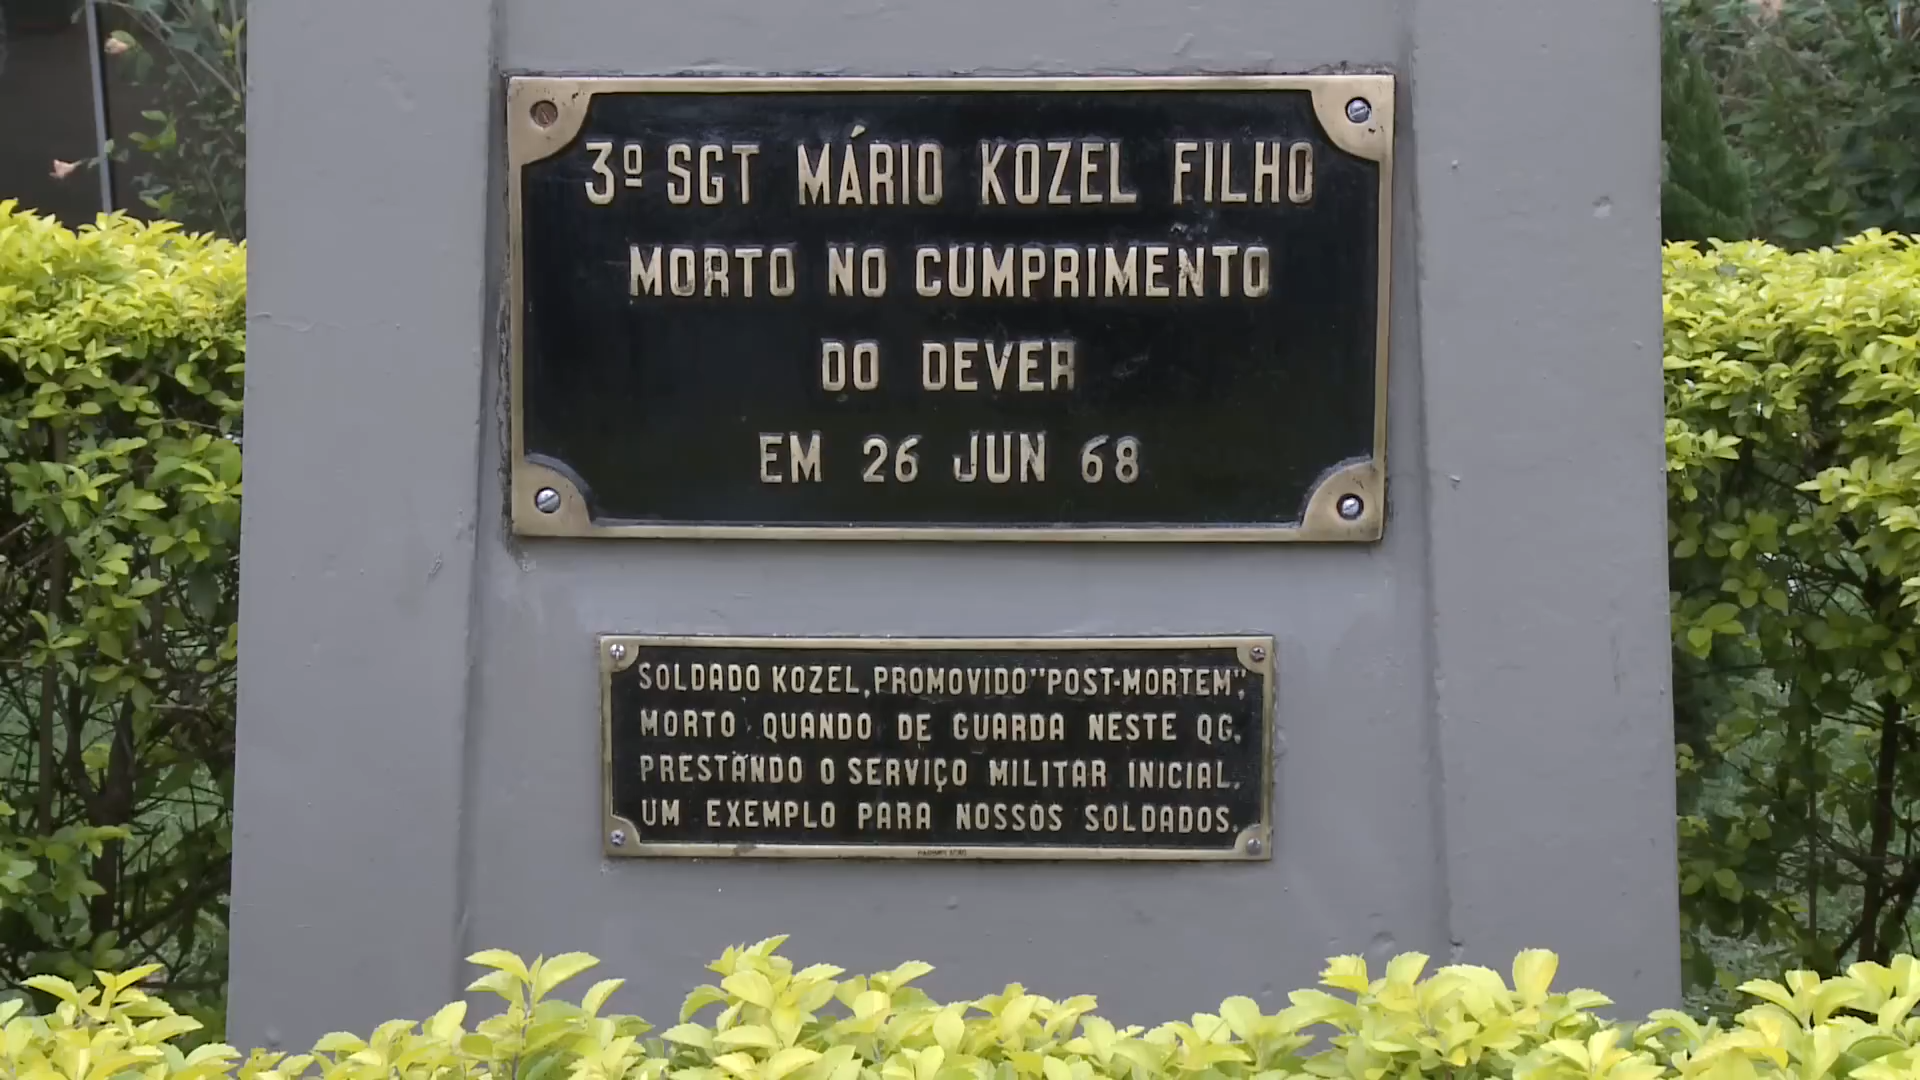 3º SGT MÁRIO KOZEL FILHO
MORTO NO CUMPRIMENTO
DO DEVER
EM 26 JUN 68
SOLDADO KOZEL, PROMOVIDO "POST-MORTEM",
MORTO QUANDO DE GUARDA NESTE QG,
PRESTANDO O SERVIÇO MILITAR INICIAL.
UM EXEMPLO PARA NOSSOS SOLDADOS.